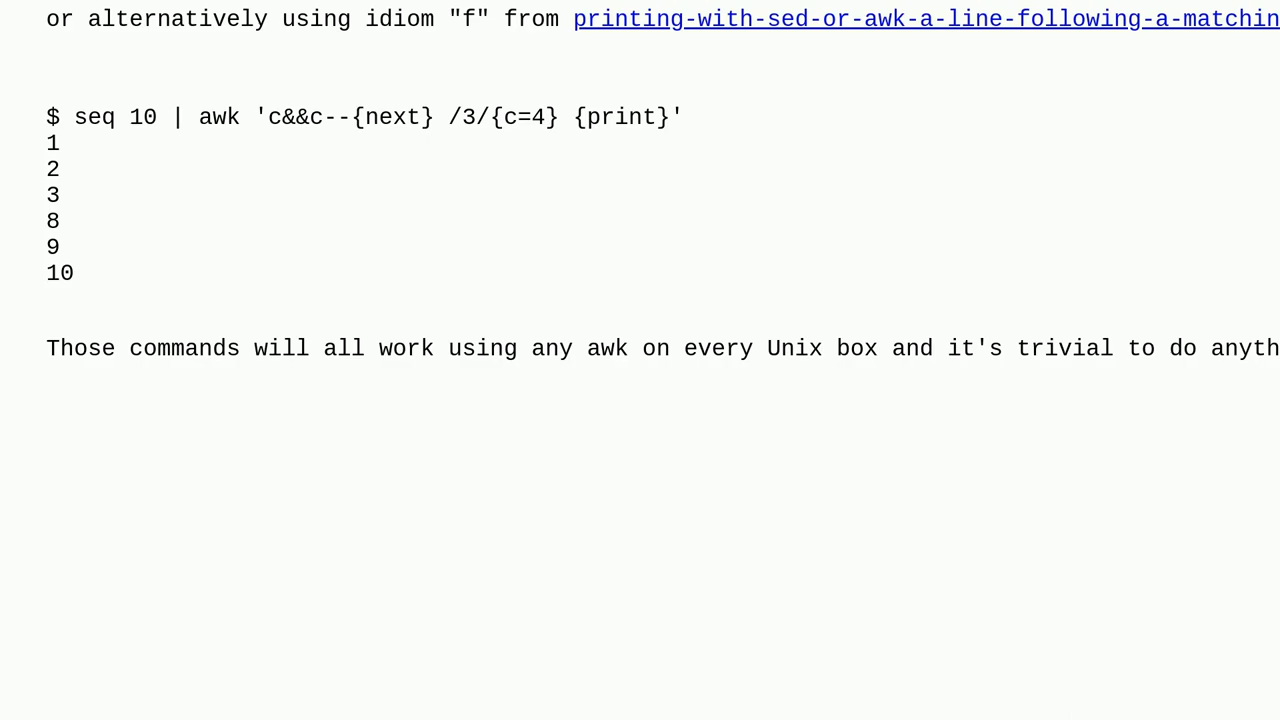 or alternatively using idiom "f" from printing-with-sed-or-awk-a-line-following-a-matchin
$ seq 10 | awk 'c&&c--{next} /3/{c=4} {print}'
1
2
3
8
9
10
Those commands will all work using any awk on every Unix box and it's trivial to do anyth